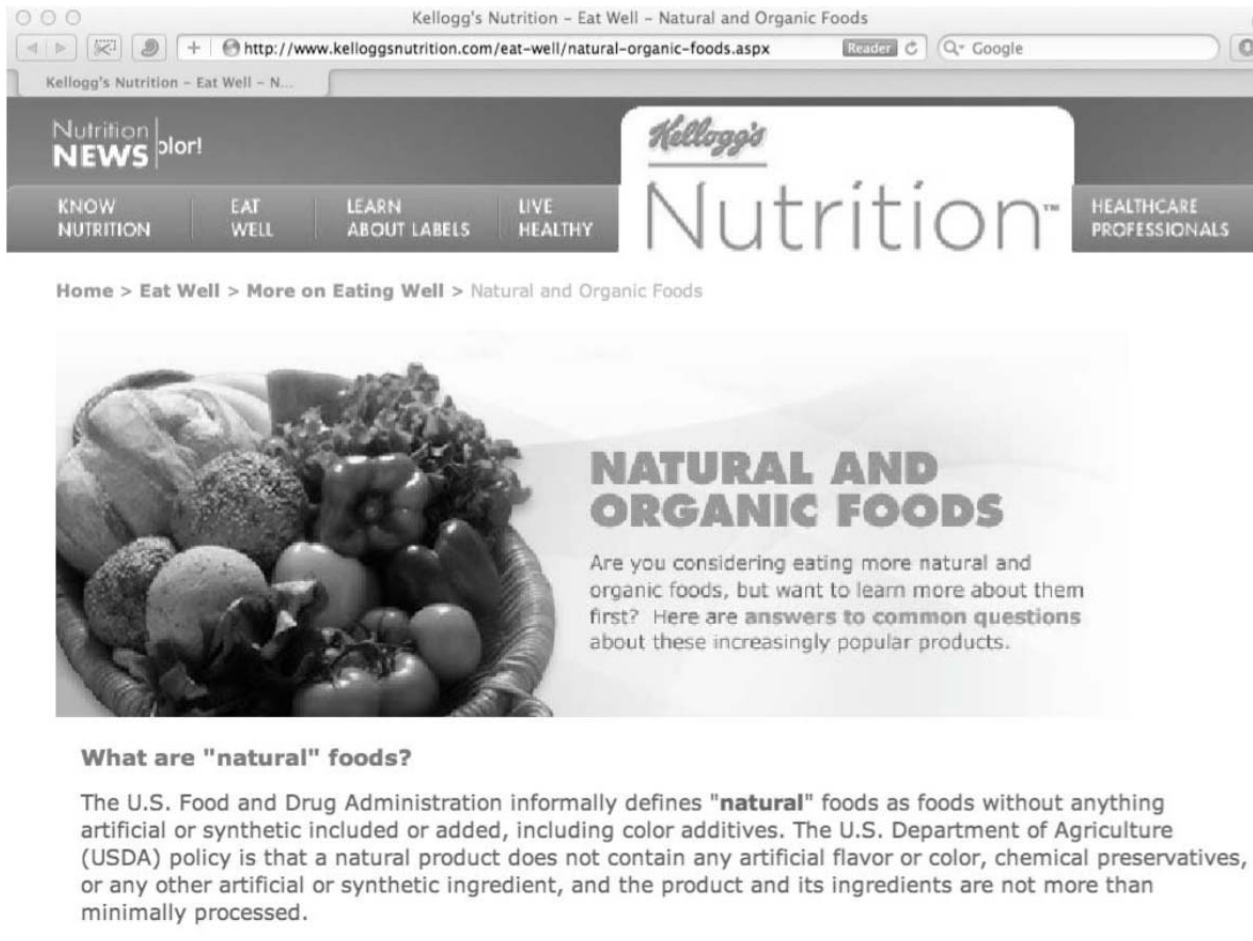 Kellogg's Nutrition – Eat Well – Natural and Organic Foods
http://www.kelloggsnutrition.com/eat-well/natural-organic-foods.aspx Reader Google
Kellogg's Nutrition – Eat Well – N...
Nutrition
NEWS olor!
Kellogg's
Nutrition™
KNOW NUTRITION
EAT WELL
LEARN ABOUT LABELS
LIVE HEALTHY
HEALTHCARE PROFESSIONALS
Home > Eat Well > More on Eating Well > Natural and Organic Foods
NATURAL AND
ORGANIC FOODS
Are you considering eating more natural and
organic foods, but want to learn more about them
first? Here are answers to common questions
about these increasingly popular products.
What are "natural" foods?
The U.S. Food and Drug Administration informally defines "natural" foods as foods without anything
artificial or synthetic included or added, including color additives. The U.S. Department of Agriculture
(USDA) policy is that a natural product does not contain any artificial flavor or color, chemical preservatives,
or any other artificial or synthetic ingredient, and the product and its ingredients are not more than
minimally processed.